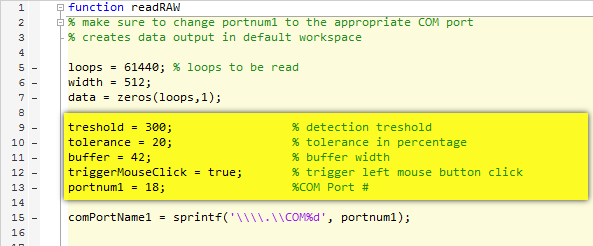 1 function readRAW
2 % make sure to change portnum1 to the appropriate COM port
3 % creates data output in default workspace
4
5 – loops = 61440; % loops to be read
6 – width = 512;
7 – data = zeros(loops,1);
8
9 – treshold = 300; % detection treshold
10 – tolerance = 20; % tolerance in percentage
11 – buffer = 42; % buffer width
12 – triggerMouseClick = true; % trigger left mouse button click
13 – portnum1 = 18; %COM Port #
14
15 – comPortName1 = sprintf('\\\\.\\COM%d', portnum1);
16